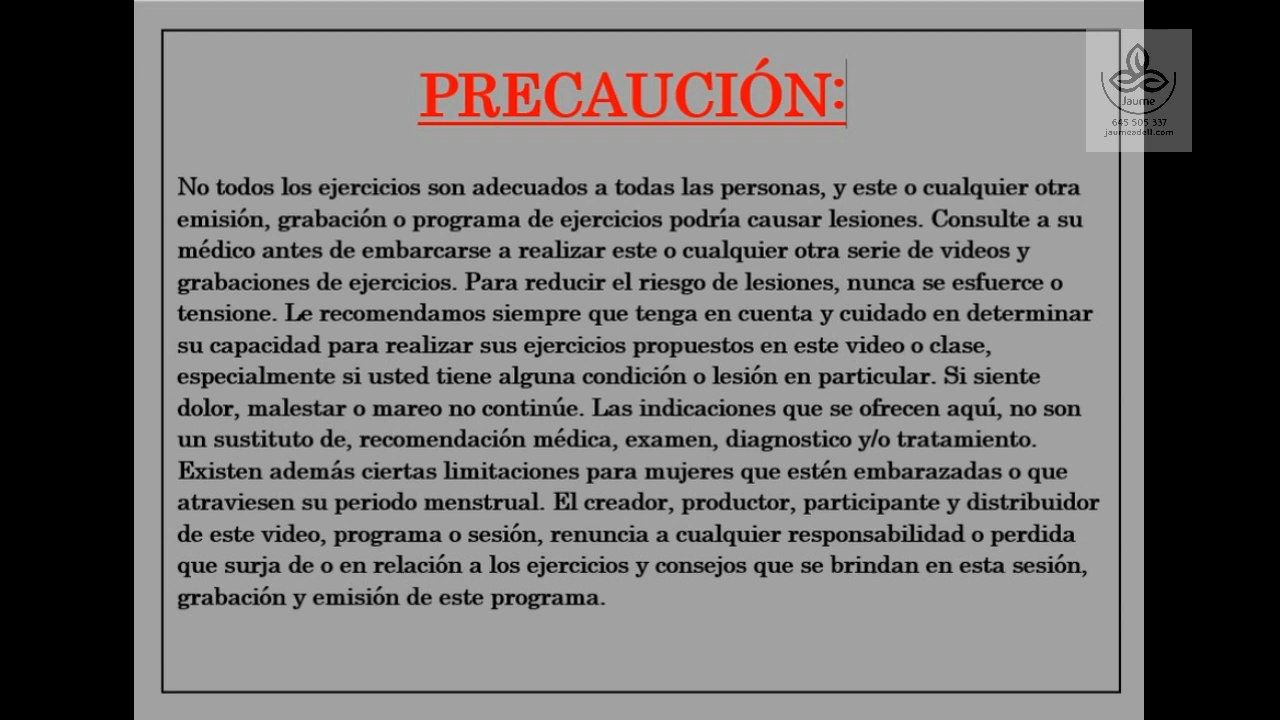 PRECAUCIÓN:
Jaume
645 505 337
jaumeadell.com
No todos los ejercicios son adecuados a todas las personas, y este o cualquier otra
emisión, grabación o programa de ejercicios podría causar lesiones. Consulte a su
médico antes de embarcarse a realizar este o cualquier otra serie de videos y
grabaciones de ejercicios. Para reducir el riesgo de lesiones, nunca se esfuerce o
tensione. Le recomendamos siempre que tenga en cuenta y cuidado en determinar
su capacidad para realizar sus ejercicios propuestos en este video o clase,
especialmente si usted tiene alguna condición o lesión en particular. Si siente
dolor, malestar o mareo no continúe. Las indicaciones que se ofrecen aquí, no son
un sustituto de, recomendación médica, examen, diagnostico y/o tratamiento.
Existen además ciertas limitaciones para mujeres que estén embarazadas o que
atraviesen su periodo menstrual. El creador, productor, participante y distribuidor
de este video, programa o sesión, renuncia a cualquier responsabilidad o perdida
que surja de o en relación a los ejercicios y consejos que se brindan en esta sesión,
grabación y emisión de este programa.